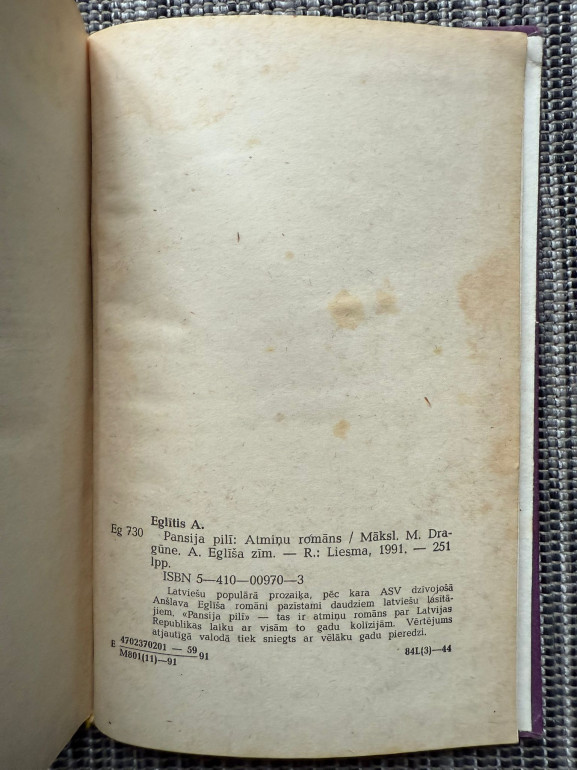 Eglītis A.
Eg 730 Pansija pilī: Atmiņu romāns / Māksl. M. Dra-
gūne. A. Eglīša zīm. — R.: Liesma, 1991. — 251
lpp.
ISBN 5—410—00970—3
Latviešu populārā prozaiķa, pēc kara ASV dzīvojošā
Anšlava Eglīša romāni pazīstami daudziem latviešu lasītā-
jiem. «Pansija pilī» — tas ir atmiņu romāns par Latvijas
Republikas laiku ar visām to gadu kolīzijām. Vērtējums
atjautīgā valodā tiek sniegts ar vēlāku gadu pieredzi.
E 4702370201 — 59
M801(11)—91 91 84L(3)—44